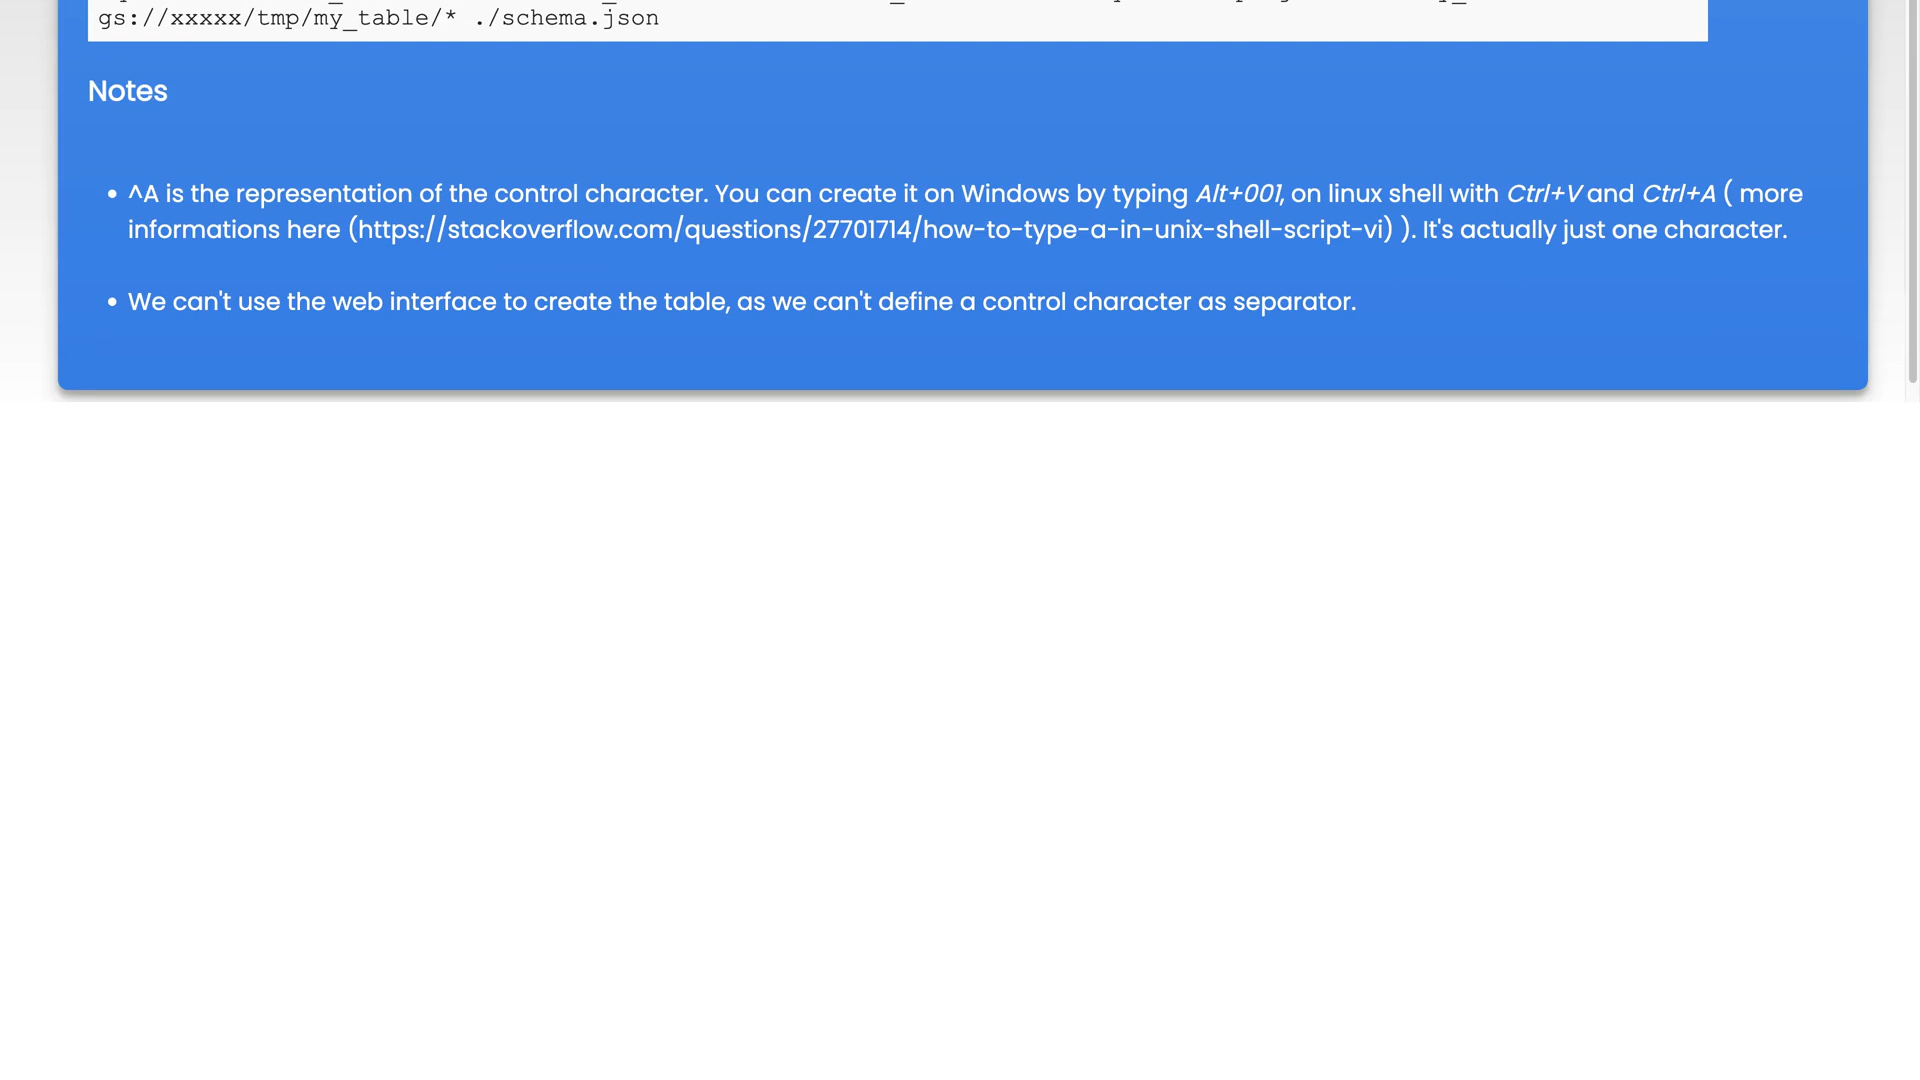 gs://xxxxx/tmp/my_table/* ./schema.json
Notes
• ^A is the representation of the control character. You can create it on Windows by typing Alt+001, on linux shell with Ctrl+V and Ctrl+A ( more
informations here (https://stackoverflow.com/questions/27701714/how-to-type-a-in-unix-shell-script-vi) ). It's actually just one character.
• We can't use the web interface to create the table, as we can't define a control character as separator.